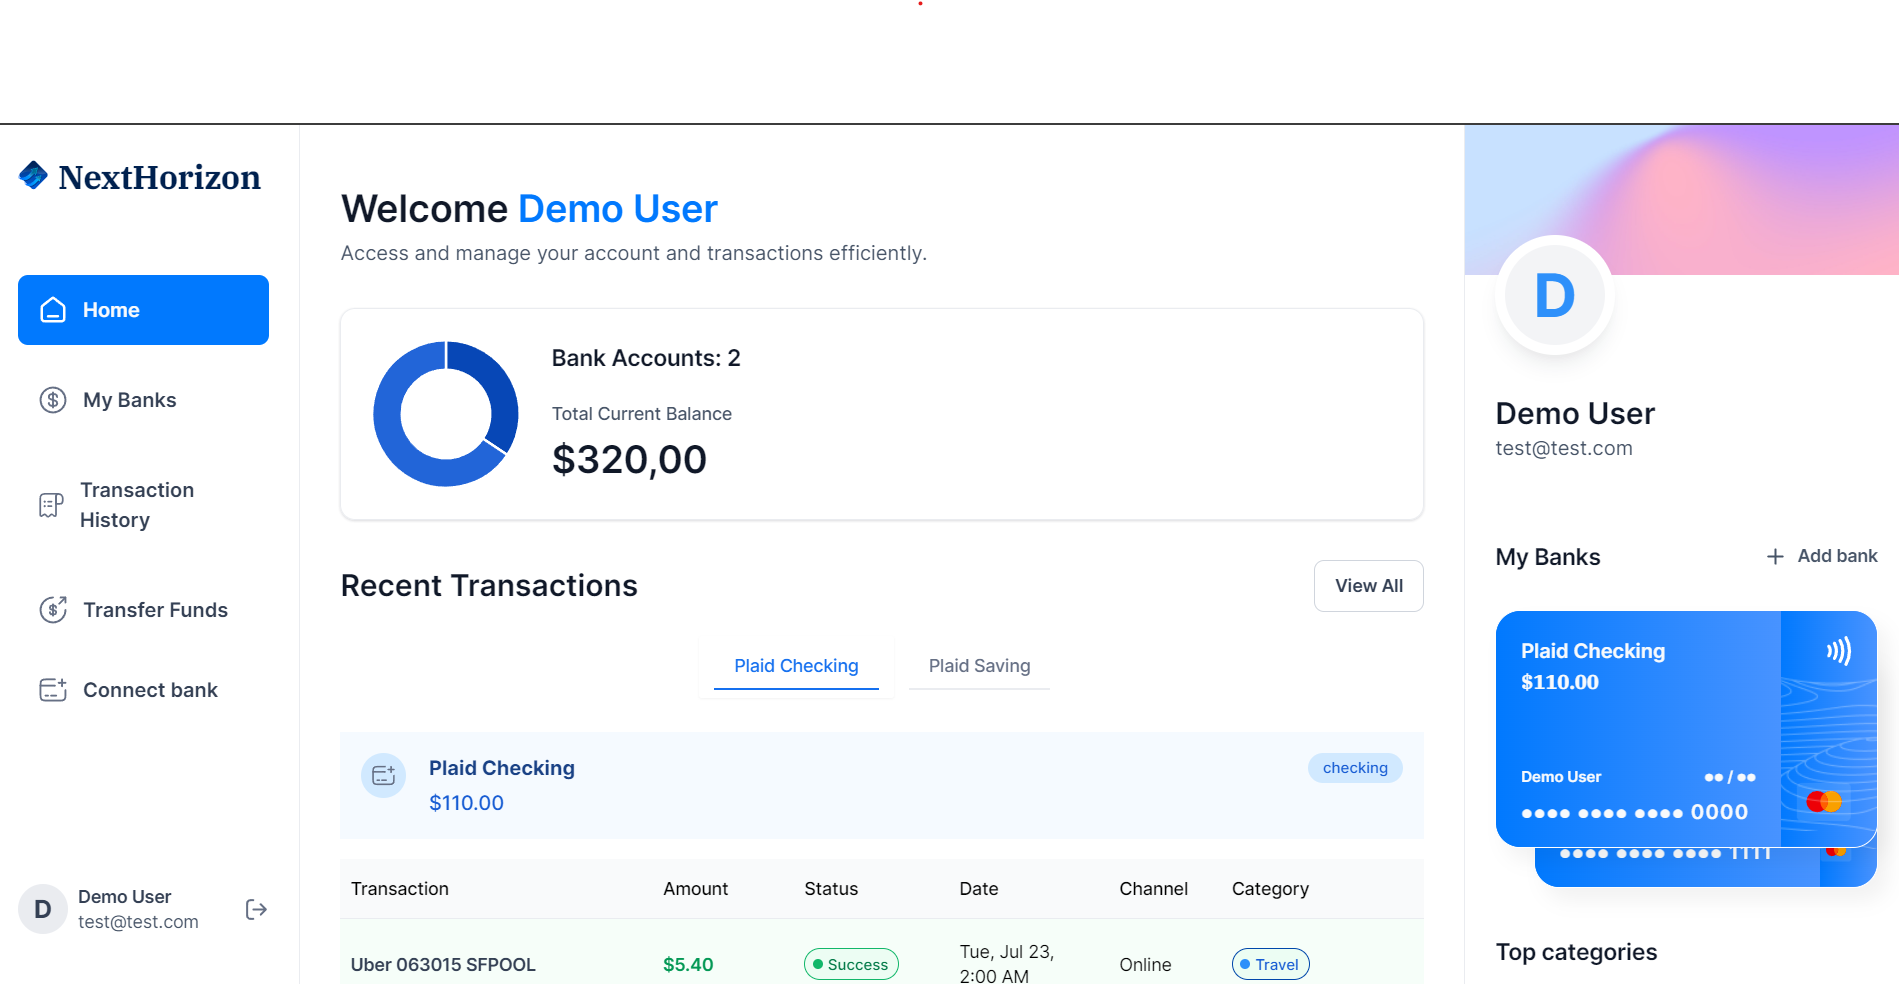 NextHorizon
Home
My Banks
Transaction
History
Transfer Funds
Connect bank
D
Demo User
test@test.com
Welcome Demo User
Access and manage your account and transactions efficiently.
Bank Accounts: 2
Total Current Balance
$320,00
Recent Transactions
View All
Plaid Checking
Plaid Saving
Plaid Checking
$110.00
checking
Transaction Amount Status Date Channel Category
Uber 063015 SFPOOL $5.40 Success Tue, Jul 23, 2:00 AM Online Travel
D
Demo User
test@test.com
My Banks
+ Add bank
Plaid Checking
$110.00
Demo User ●● / ●●
●●●● ●●●● ●●●● 0000
●●●● ●●●● ●●●● 1111
Top categories